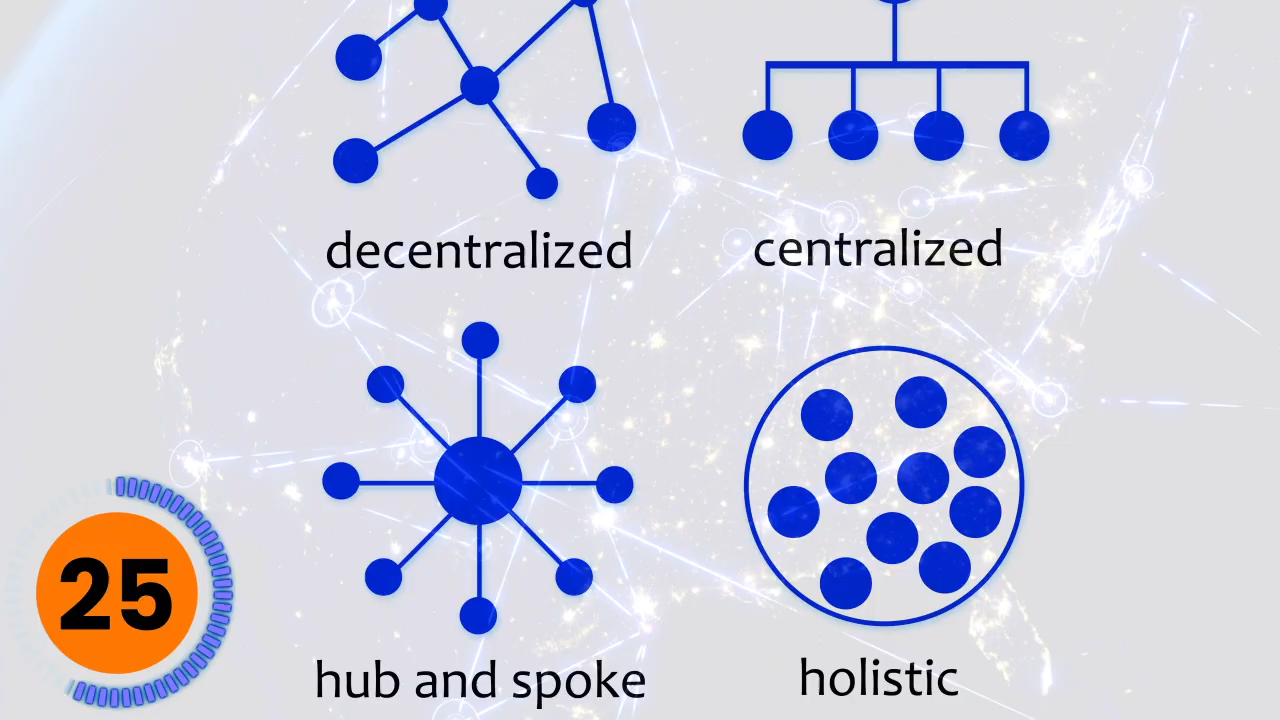 decentralized
centralized
hub and spoke
holistic
25